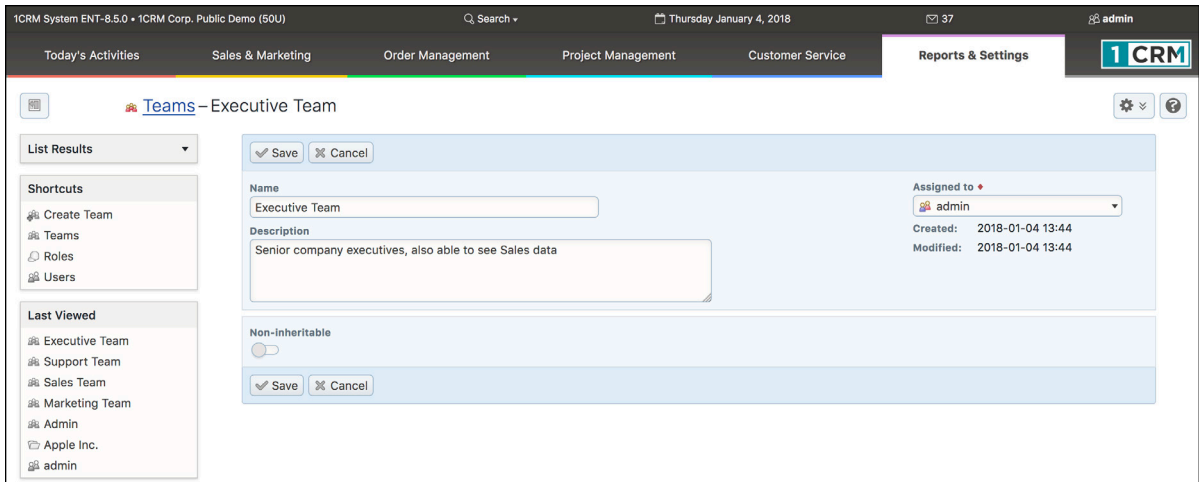 1CRM System ENT-8.5.0 • 1CRM Corp. Public Demo (50U) Search Thursday January 4, 2018 37 admin
Today's Activities Sales & Marketing Order Management Project Management Customer Service Reports & Settings 1 CRM
Teams – Executive Team
List Results
Shortcuts
Create Team
Teams
Roles
Users
Last Viewed
Executive Team
Support Team
Sales Team
Marketing Team
Admin
Apple Inc.
admin
Save Cancel
Name
Executive Team
Description
Senior company executives, also able to see Sales data
Assigned to
admin
Created: 2018-01-04 13:44
Modified: 2018-01-04 13:44
Non-inheritable
Save Cancel